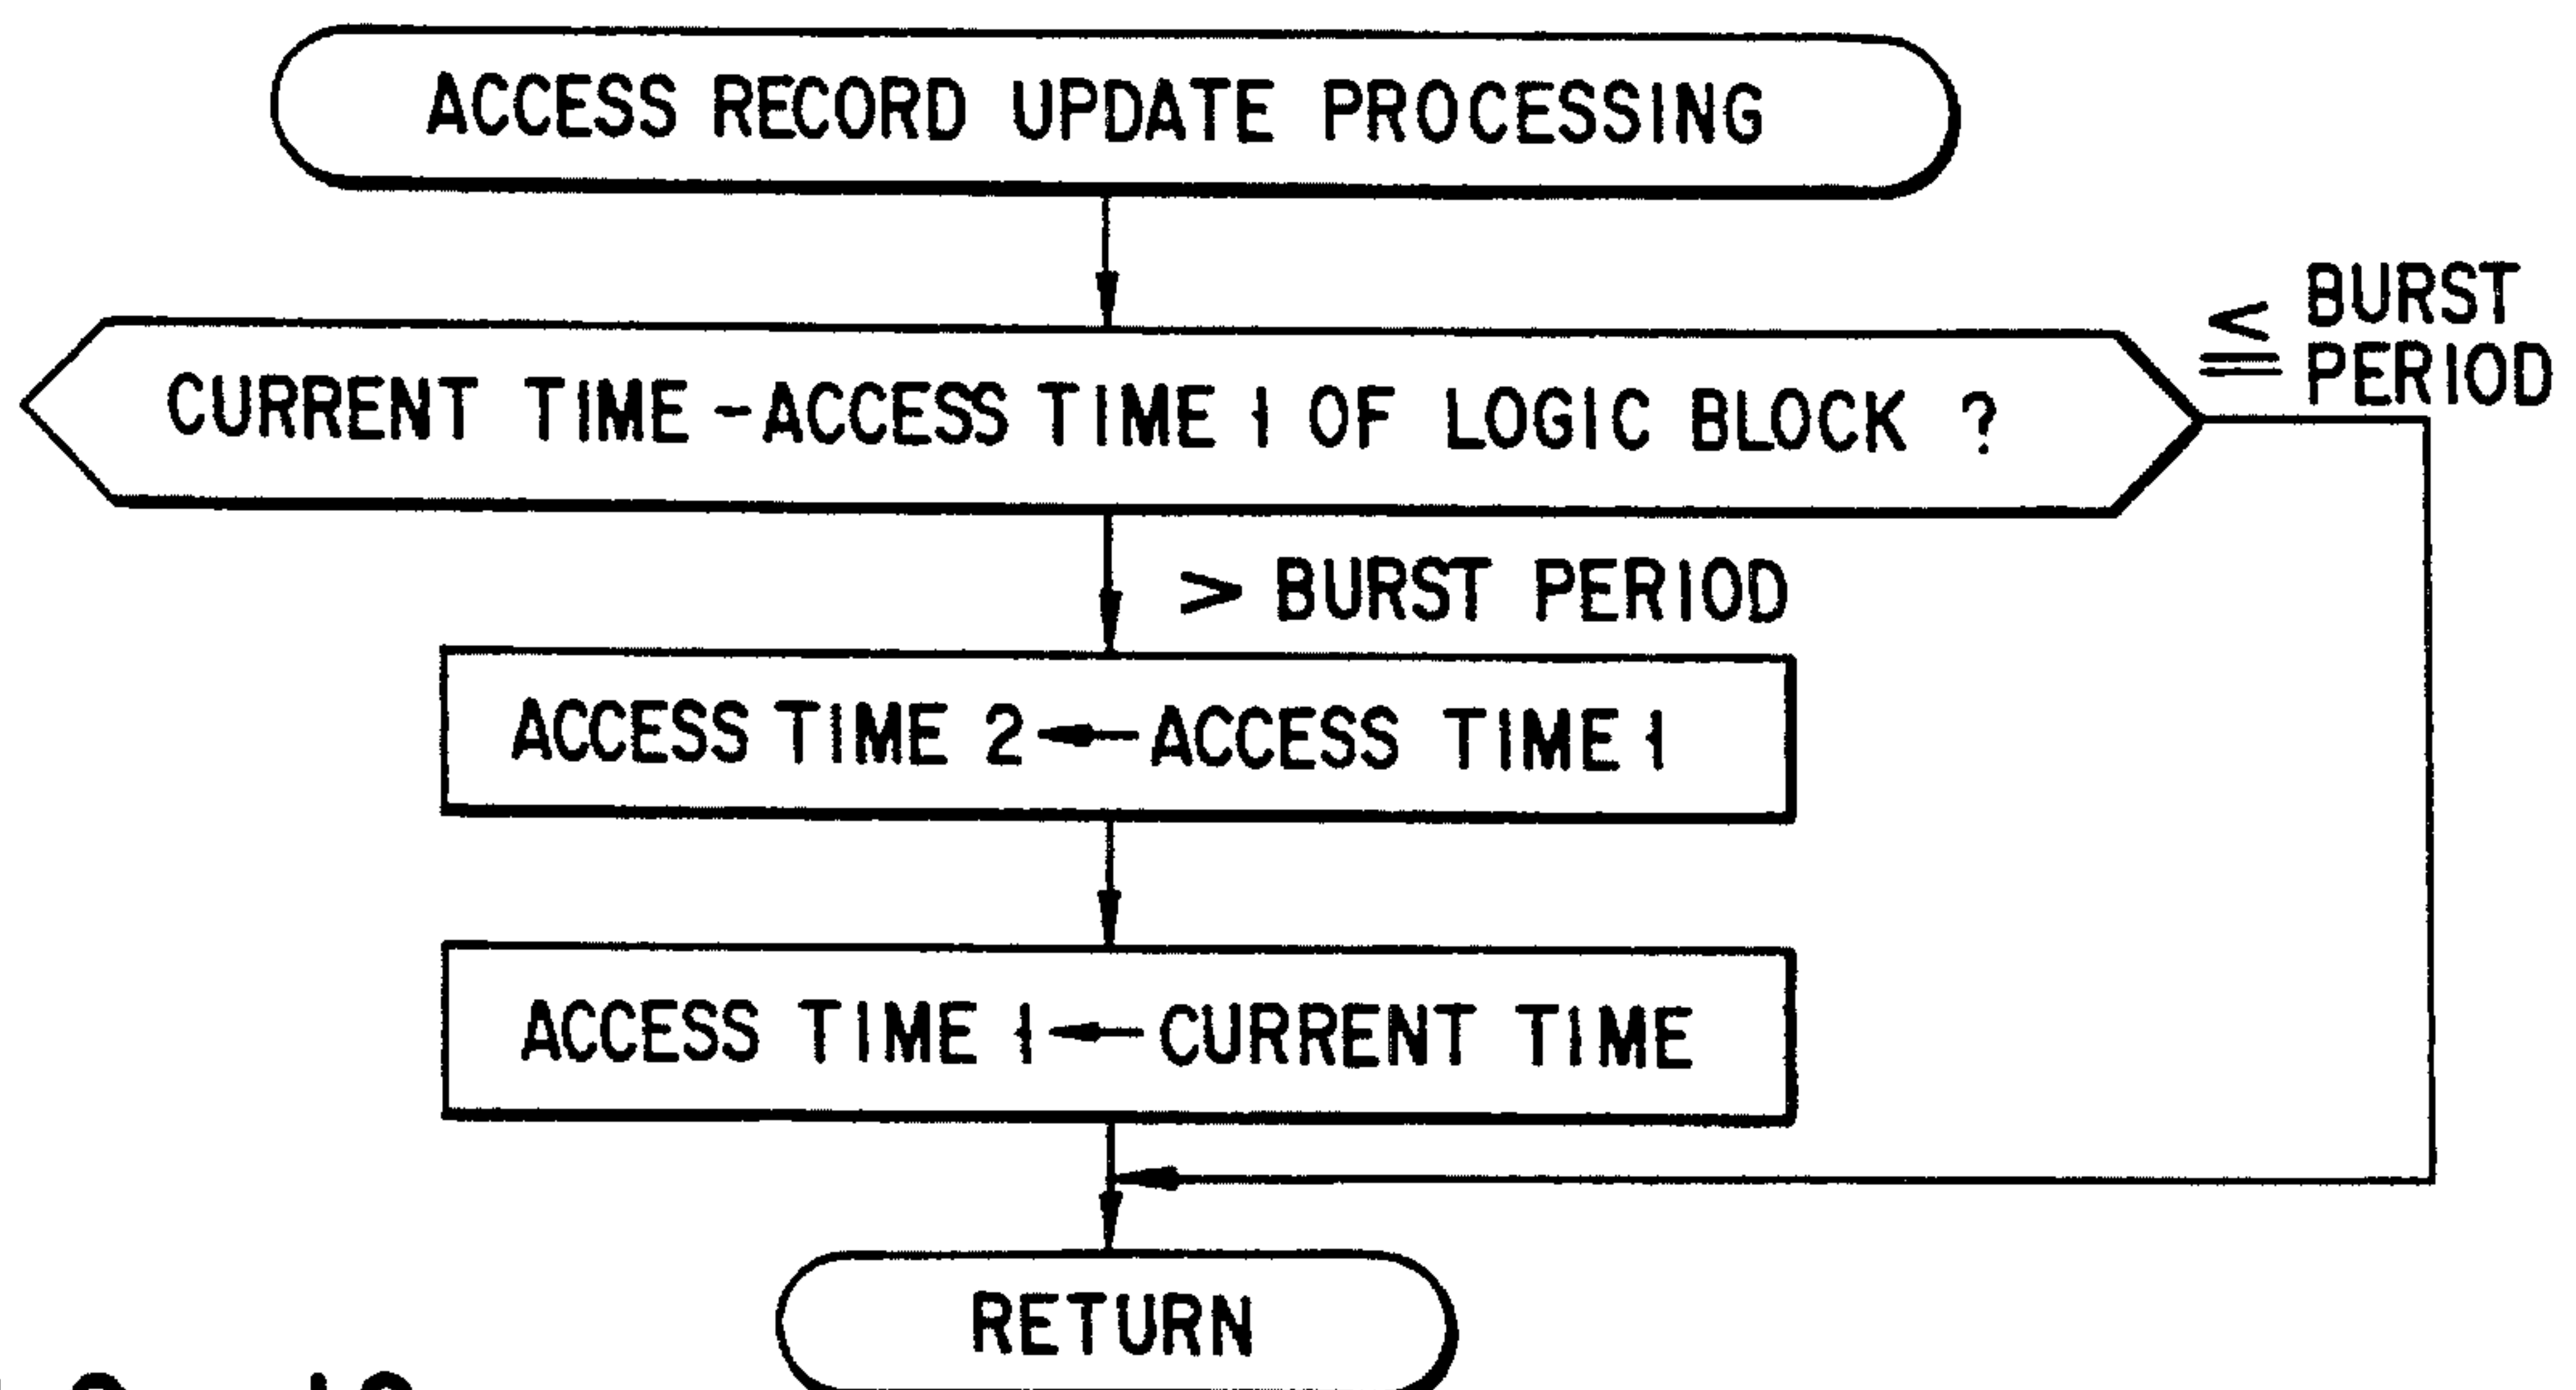 ACCESS RECORD UPDATE PROCESSING
≦ BURST
PERIOD
CURRENT TIME - ACCESS TIME 1 OF LOGIC BLOCK ?
> BURST PERIOD
ACCESS TIME 2 ← ACCESS TIME 1
ACCESS TIME 1 ← CURRENT TIME
RETURN